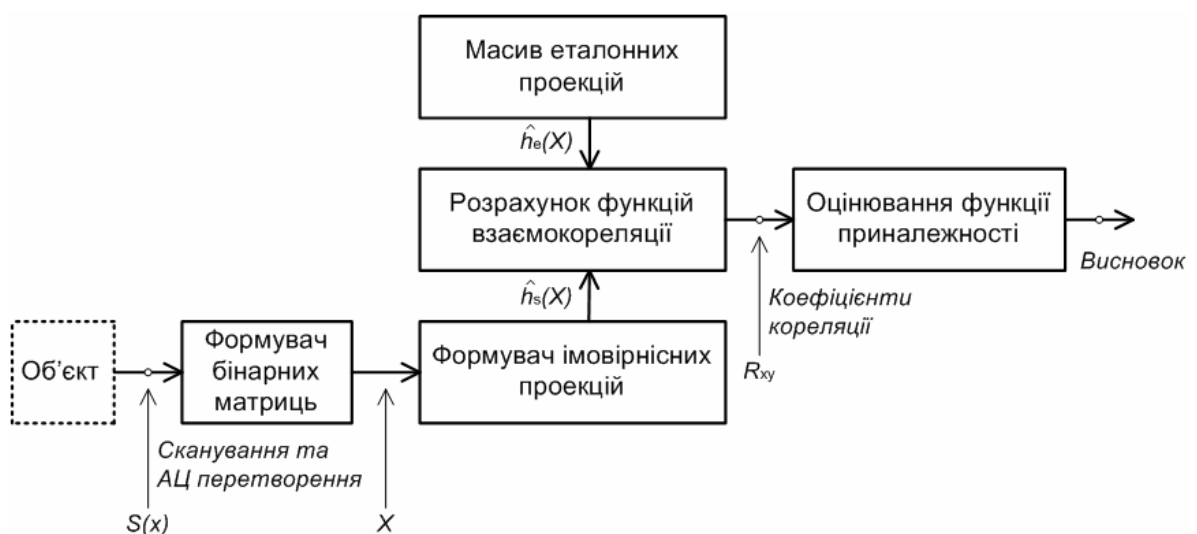 Масив еталонних
проекцій
ĥe(X)
Розрахунок функцій
взаємокореляції
Оцінювання функції
приналежності
Висновок
ĥs(X)
Коефіцієнти
кореляції
Rxy
Об’єкт
Формувач
бінарних
матриць
Формувач імовірнісних
проекцій
Сканування та
АЦ перетворення
S(x)
X